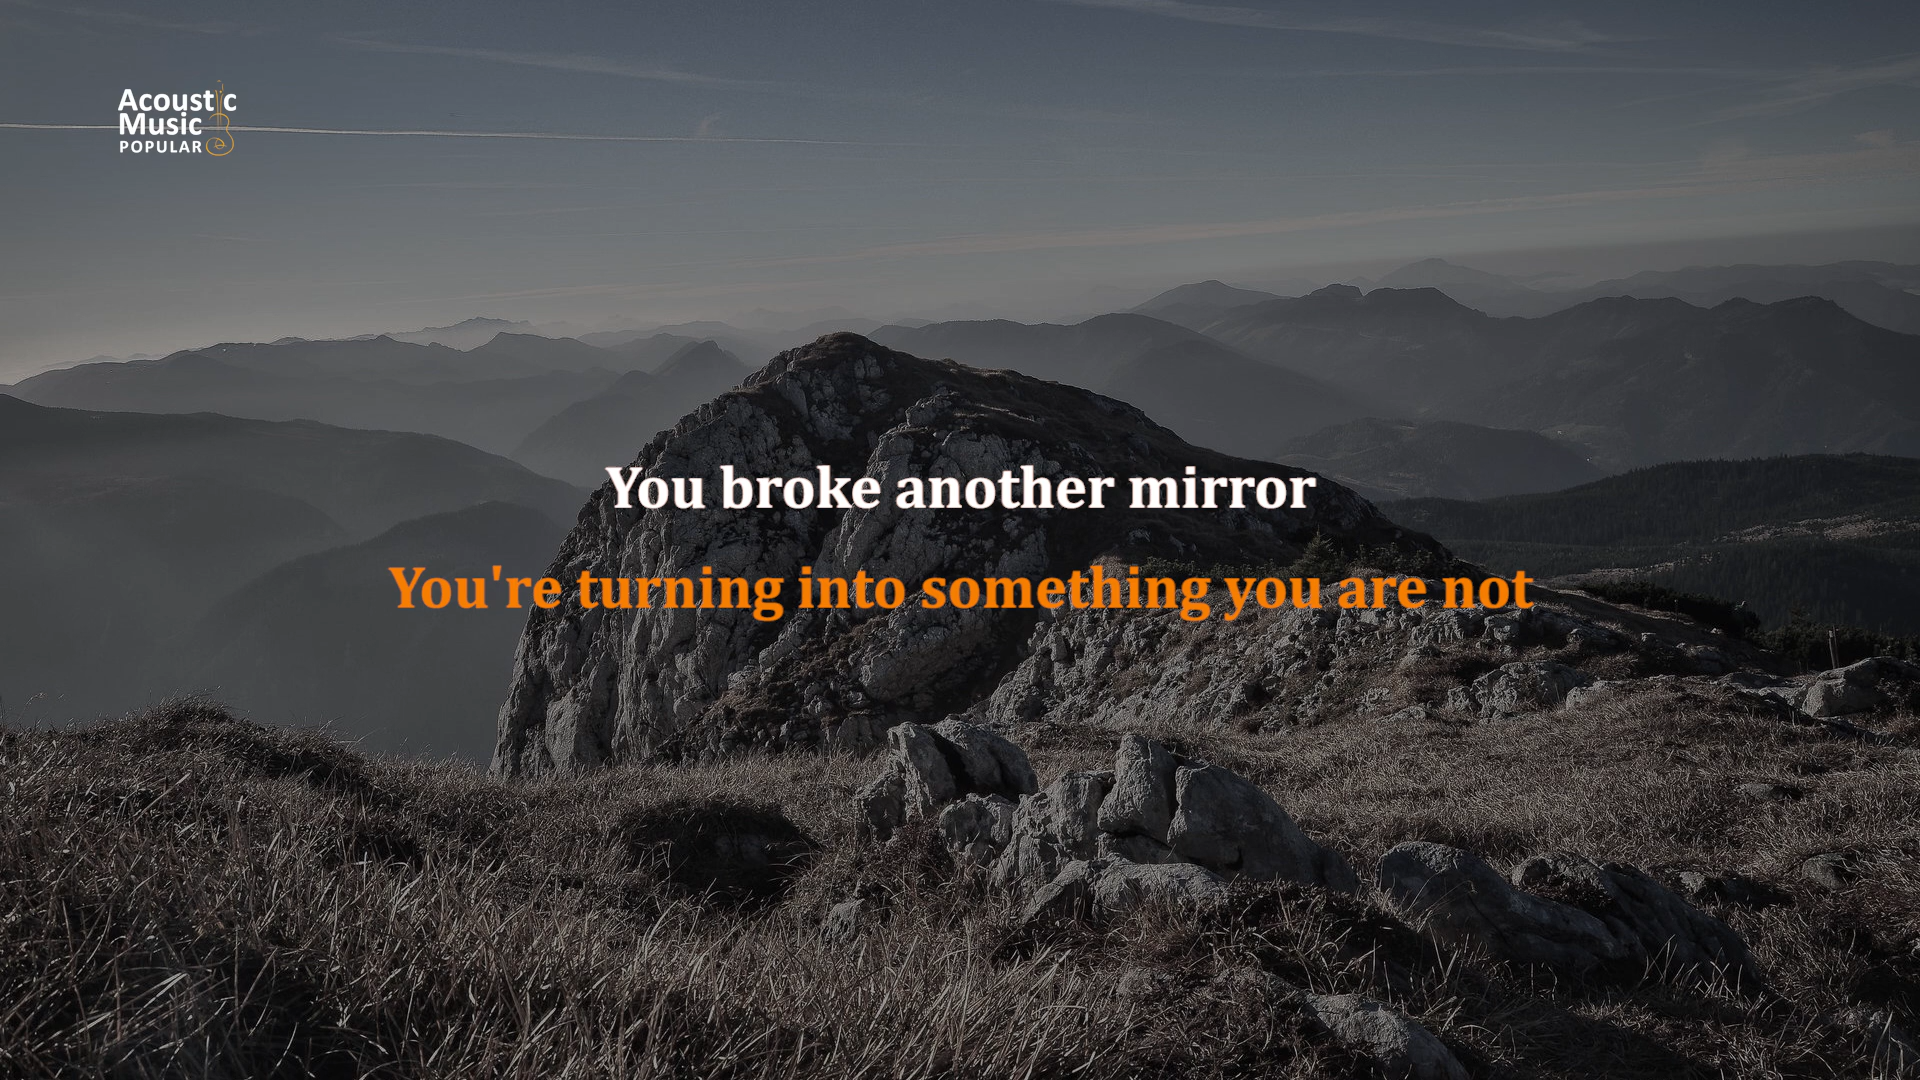 Acoustic
Music
POPULAR
You broke another mirror
You're turning into something you are not